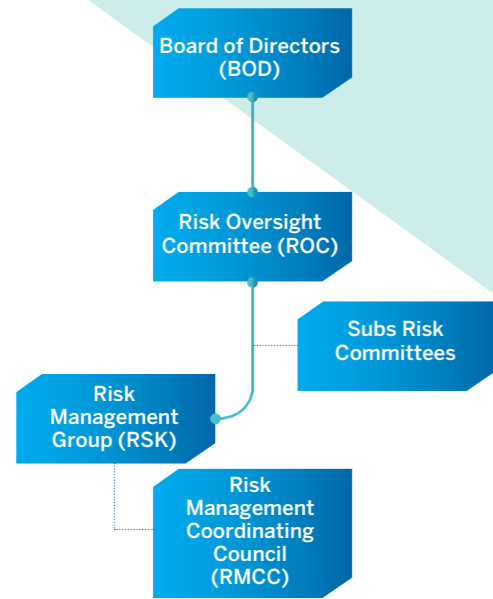 Board of Directors
(BOD)
Risk Oversight
Committee (ROC)
Subs Risk
Committees
Risk
Management
Group (RSK)
Risk
Management
Coordinating
Council
(RMCC)